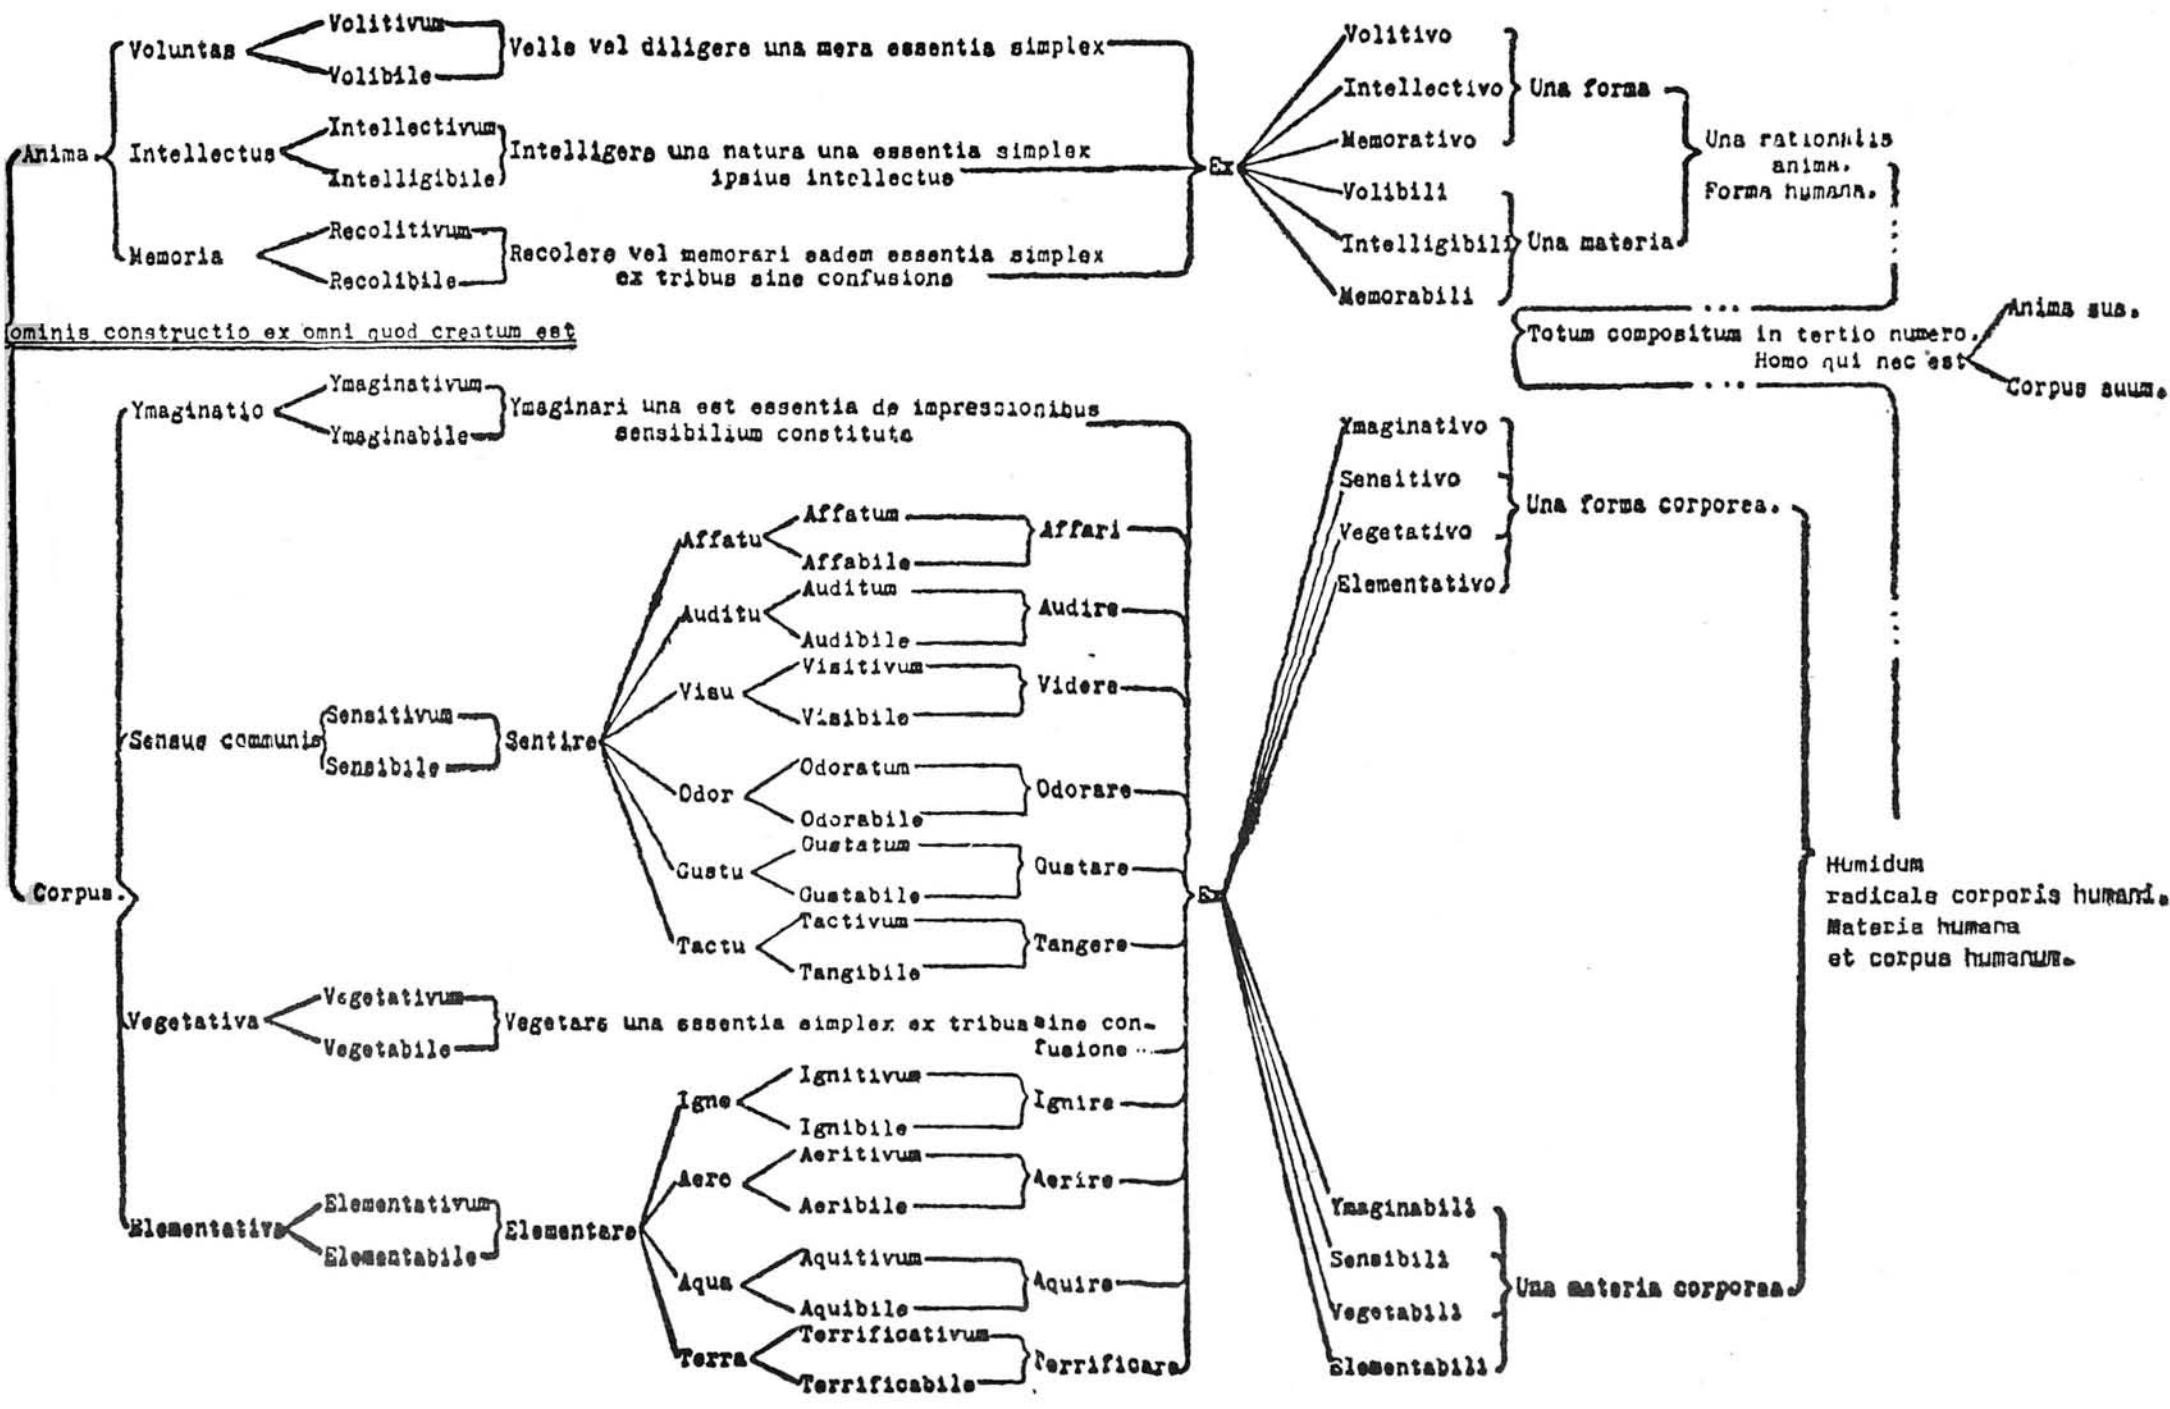 Volitivum
Voluntas
Volibile
Velle vel diligere una mera essentia simplex
Intellectivum
Anima
Intellectus
Intelligibile
Intelligere una natura una essentia simplex
ipsius intellectus
Recolitivum
Memoria
Recolibile
Recolere vel memorari eadem essentia simplex
ex tribus sine confusione
Ex
Volitivo
Intellectivo
Memorativo
Una forma
Volibili
Intelligibili
Memorabili
Una materia
Una rationalis
anima.
Forma humana.
ominis constructio ex omni quod creatum est
Totum compositum in tertio numero.
Homo qui nec est
Anima sua.
Corpus suum.
Ymaginatio
Ymaginativum
Ymaginabile
Ymaginari una est essentia de impressionibus
sensibilium constituta
Corpus.
Sensus communis
Sensitivum
Sensibile
Sentire
Affatu
Affatum
Affabile
Affari
Auditu
Auditum
Audibile
Audire
Visu
Visitivum
Visibile
Videre
Odor
Odoratum
Odorabile
Odorare
Gustu
Gustatum
Gustabile
Gustare
Tactu
Tactivum
Tangibile
Tangere
Vegetativa
Vegetativum
Vegetabile
Vegetare una essentia simplex ex tribus sine con-
fusione
Elementativa
Elementativum
Elementabile
Elementare
Igne
Ignitivum
Ignibile
Ignire
Aere
Aeritivum
Aeribile
Aerire
Aqua
Aquitivum
Aquibile
Aquire
Terra
Terrificativum
Terrificabile
Terrificare
Ex
Ymaginativo
Sensitivo
Vegetativo
Elementativo
Una forma corporea.
Ymaginabili
Sensibili
Vegetabili
Elementabili
Una materia corporea.
Humidum
radicale corporis humani.
Materia humana
et corpus humanum.